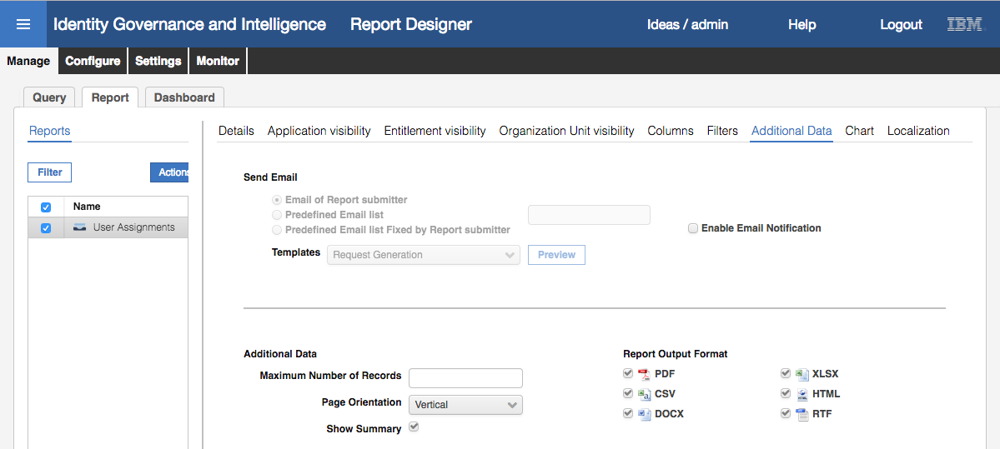 Identity Governance and Intelligence Report Designer Ideas / admin Help Logout IBM
Manage Configure Settings Monitor
Query Report Dashboard
Reports
Details Application visibility Entitlement visibility Organization Unit visibility Columns Filters Additional Data Chart Localization
Filter Actions
Name
User Assignments
Send Email
Email of Report submitter
Predefined Email list
Predefined Email list Fixed by Report submitter
Enable Email Notification
Templates Request Generation Preview
Additional Data
Maximum Number of Records
Page Orientation Vertical
Show Summary
Report Output Format
PDF XLSX
CSV HTML
DOCX RTF